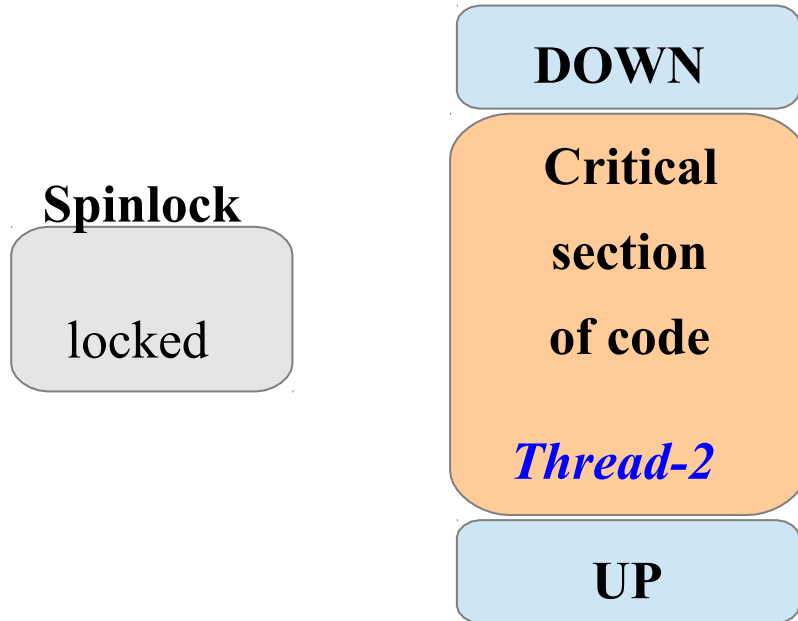 Spinlock
locked
DOWN
Critical
section
of code
Thread-2
UP